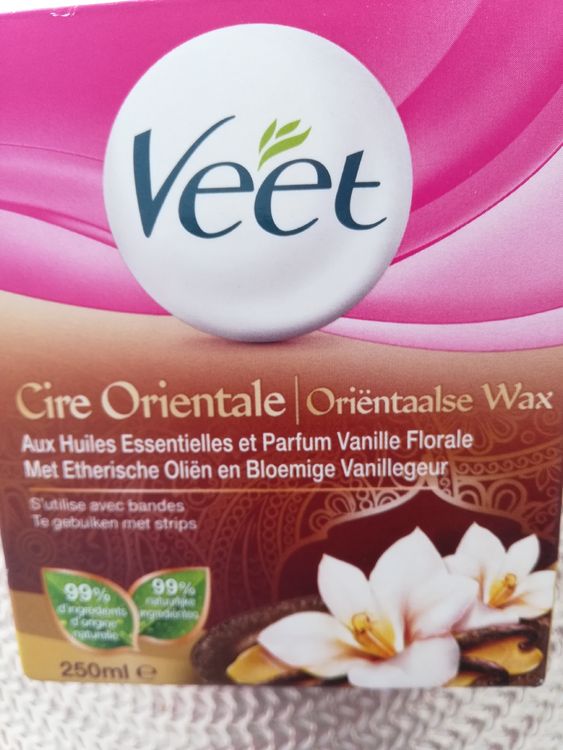 Veet
Cire Orientale | Oriëntaalse Wax
Aux Huiles Essentielles et Parfum Vanille Florale
Met Etherische Oliën en Bloemige Vanillegeur
S'utilise avec bandes
Te gebuiken met strips
99%
d'ingrédients
d'origine
naturelle
99%
natuurlijke
ingrediënten
250ml e